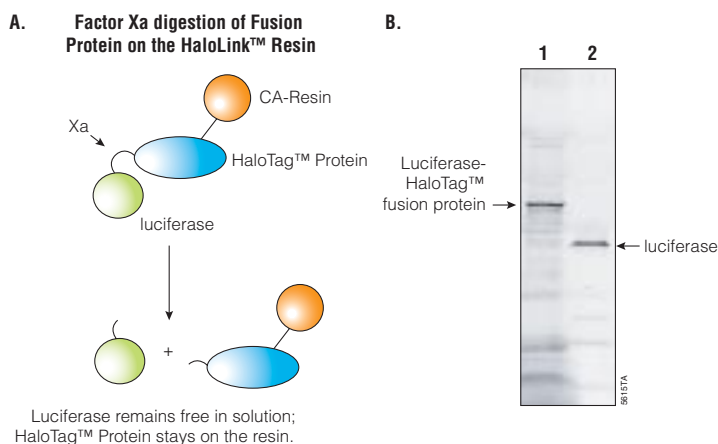 A. Factor Xa digestion of Fusion
Protein on the HaloLink™ Resin
CA-Resin
Xa
HaloTag™ Protein
luciferase
+
Luciferase remains free in solution;
HaloTag™ Protein stays on the resin.
B.
1 2
Luciferase-
HaloTag™
fusion protein
luciferase
5615TA